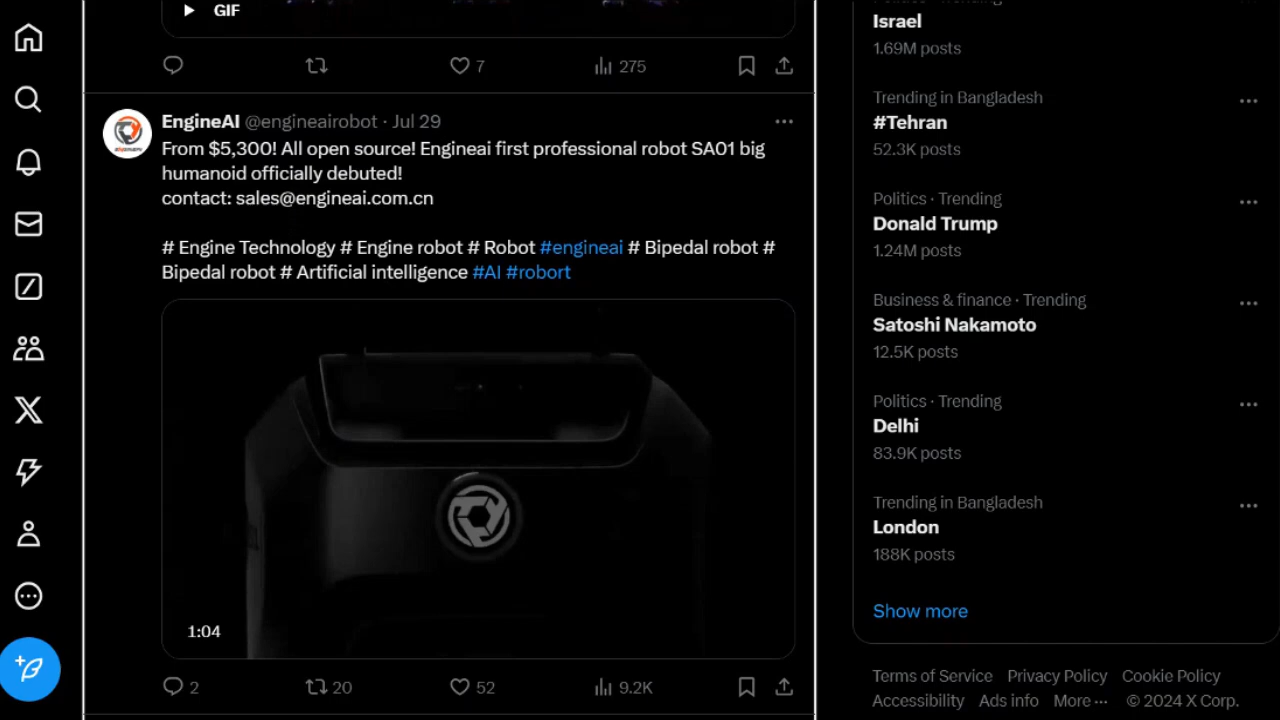 GIF
7
275
EngineAI @engineairobot · Jul 29
From $5,300! All open source! Engineai first professional robot SA01 big
humanoid officially debuted!
contact: sales@engineai.com.cn
# Engine Technology # Engine robot # Robot #engineai # Bipedal robot #
Bipedal robot # Artificial intelligence #AI #robort
1:04
2
20
52
9.2K
Israel
1.69M posts
Trending in Bangladesh
#Tehran
52.3K posts
Politics · Trending
Donald Trump
1.24M posts
Business & finance · Trending
Satoshi Nakamoto
12.5K posts
Politics · Trending
Delhi
83.9K posts
Trending in Bangladesh
London
188K posts
Show more
Terms of Service Privacy Policy Cookie Policy
Accessibility Ads info More ··· © 2024 X Corp.